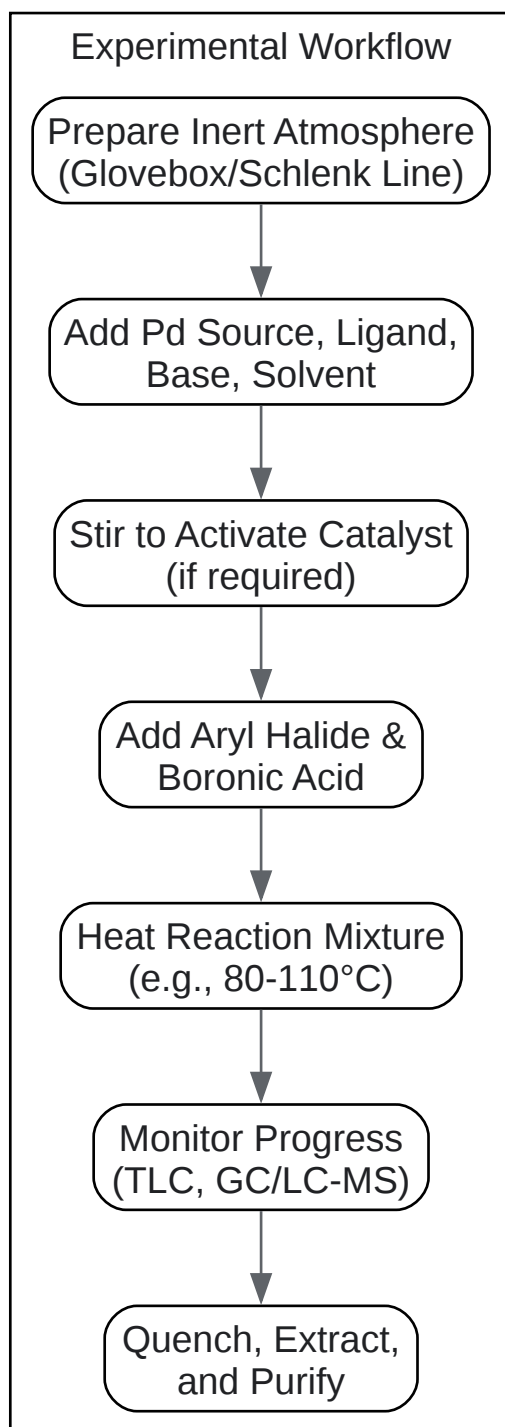 Experimental Workflow
Prepare Inert Atmosphere
(Glovebox/Schlenk Line)
Add Pd Source, Ligand,
Base, Solvent
Stir to Activate Catalyst
(if required)
Add Aryl Halide &
Boronic Acid
Heat Reaction Mixture
(e.g., 80-110°C)
Monitor Progress
(TLC, GC/LC-MS)
Quench, Extract,
and Purify